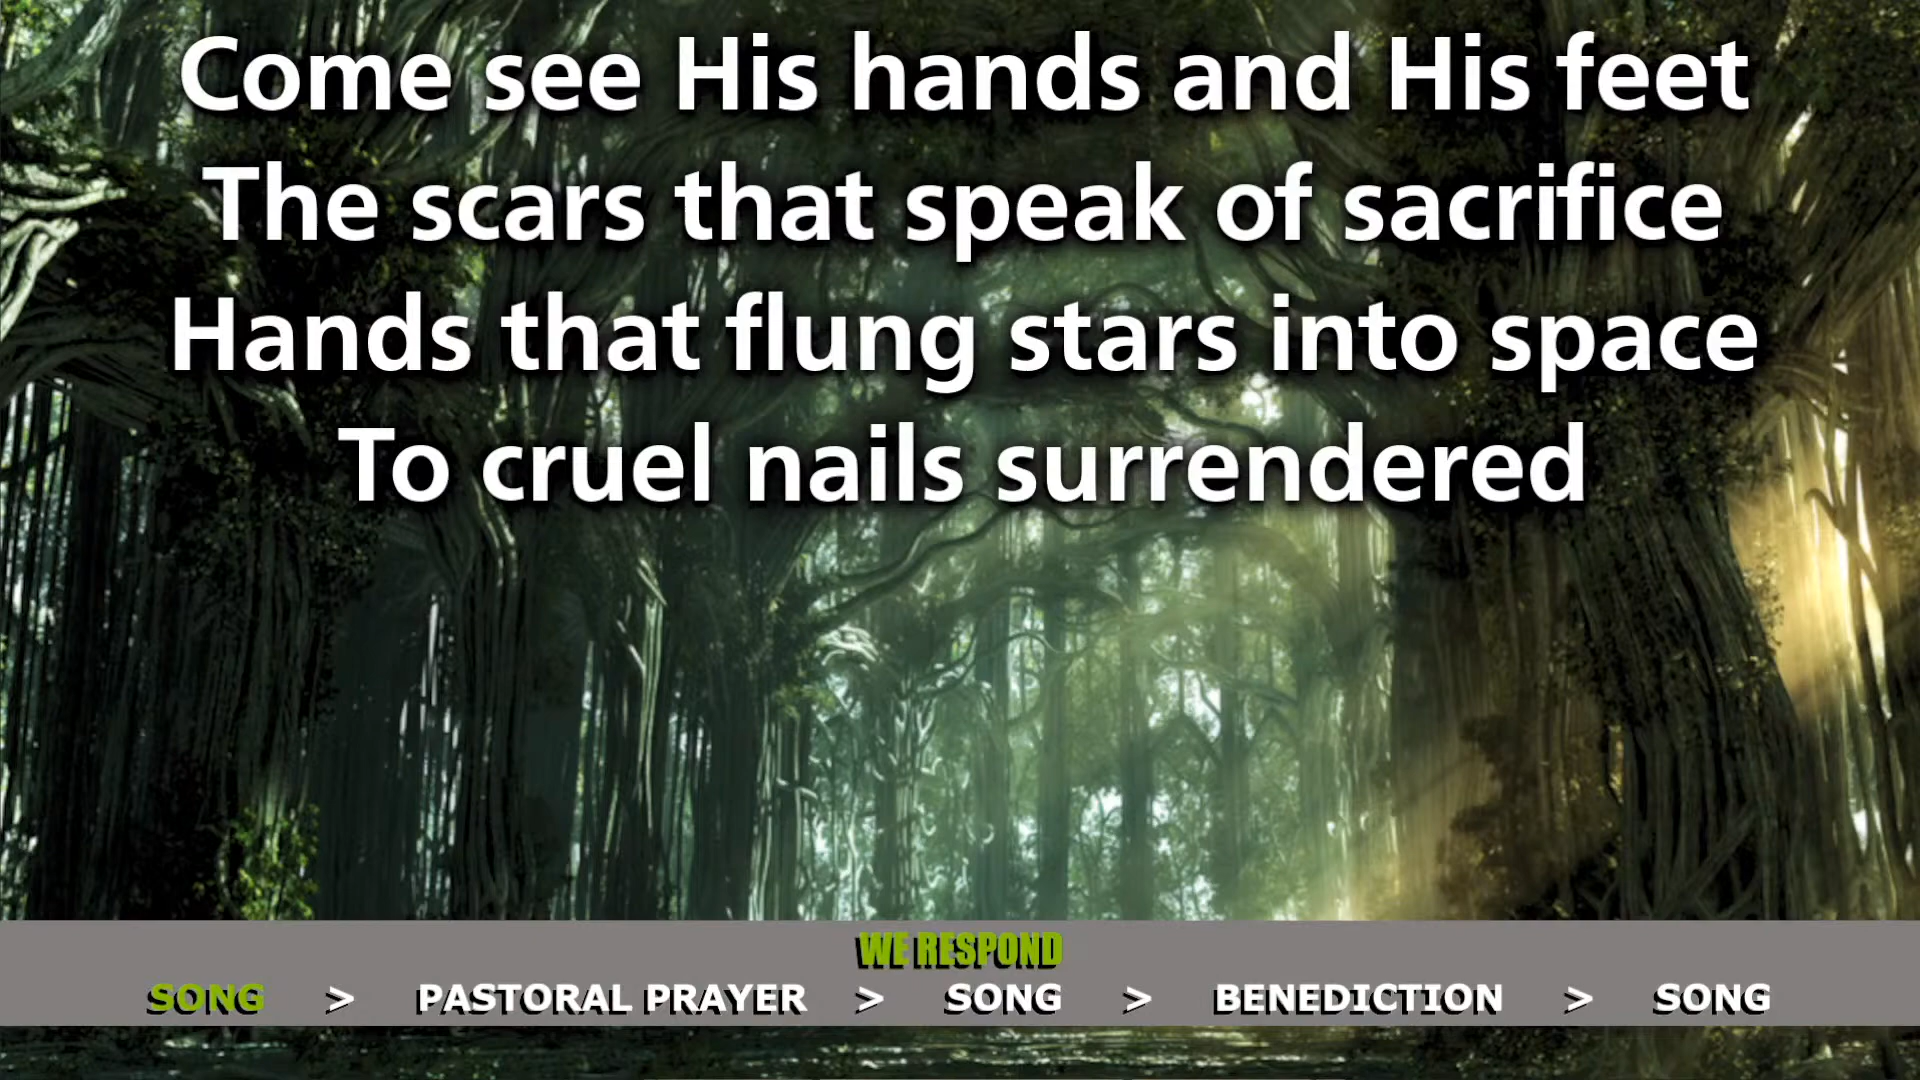 Come see His hands and His feet
The scars that speak of sacrifice
Hands that flung stars into space
To cruel nails surrendered
WE RESPOND
SONG > PASTORAL PRAYER > SONG > BENEDICTION > SONG